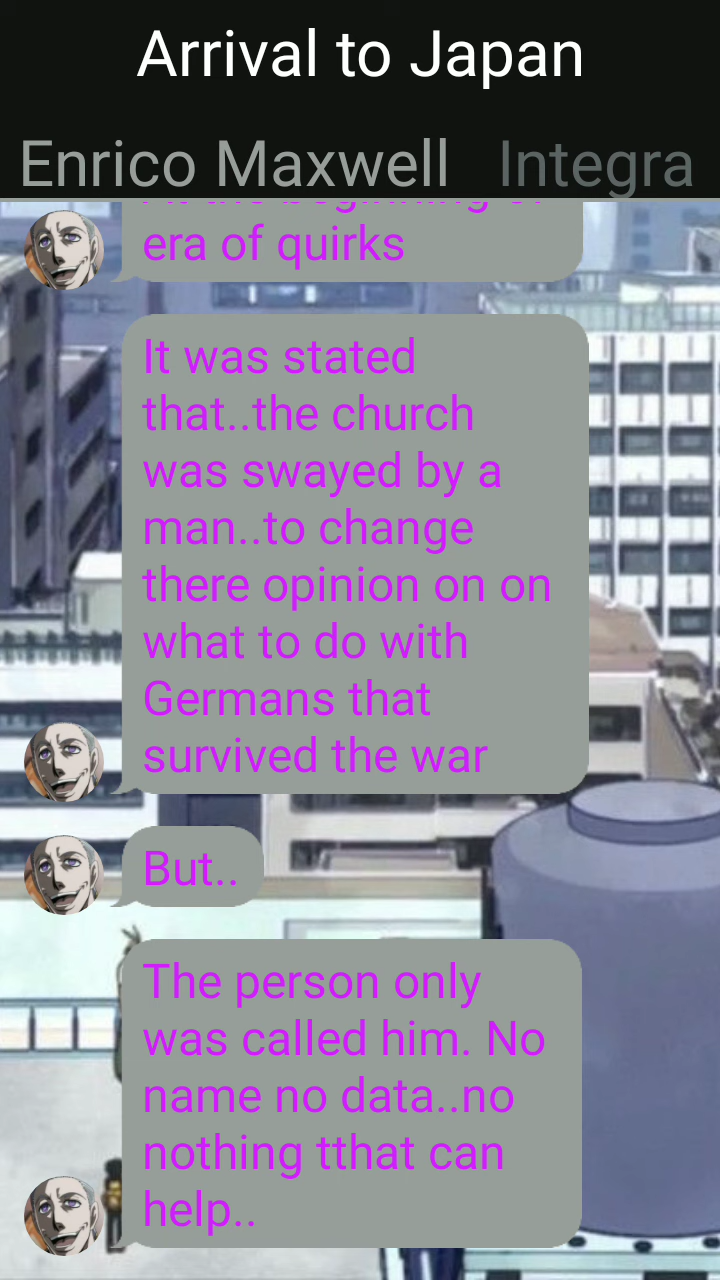 Arrival to Japan
Enrico Maxwell Integra
era of quirks
It was stated
that..the church
was swayed by a
man..to change
there opinion on on
what to do with
Germans that
survived the war
But..
The person only
was called him. No
name no data..no
nothing tthat can
help..